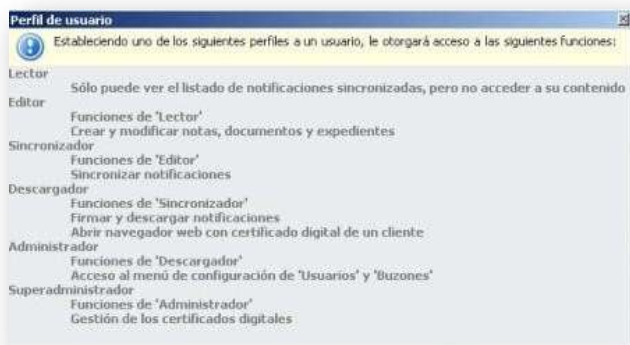 Perfil de usuario
Estableciendo uno de los siguientes perfiles a un usuario, le otorgará acceso a las siguientes funciones:
Lector
Sólo puede ver el listado de notificaciones sincronizadas, pero no acceder a su contenido
Editor
Funciones de 'Lector'
Crear y modificar notas, documentos y expedientes
Sincronizador
Funciones de 'Editor'
Sincronizar notificaciones
Descargador
Funciones de 'Sincronizador'
Firmar y descargar notificaciones
Abrir navegador web con certificado digital de un cliente
Administrador
Funciones de 'Descargador'
Acceso al menú de configuración de 'Usuarios' y 'Buzones'
Superadministrador
Funciones de 'Administrador'
Gestión de los certificados digitales